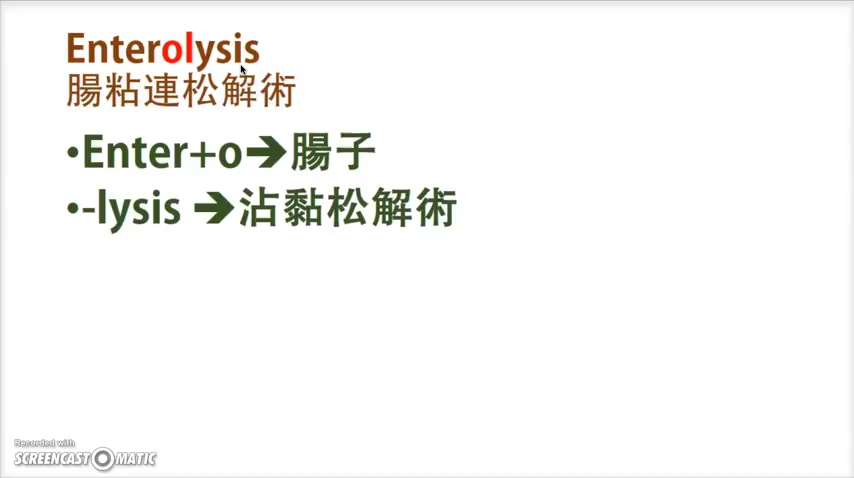 Enterolysis
腸粘連松解術
•Enter+o➔腸子
•-lysis ➔沾黏松解術
Recorded with
SCREENCAST-O-MATIC